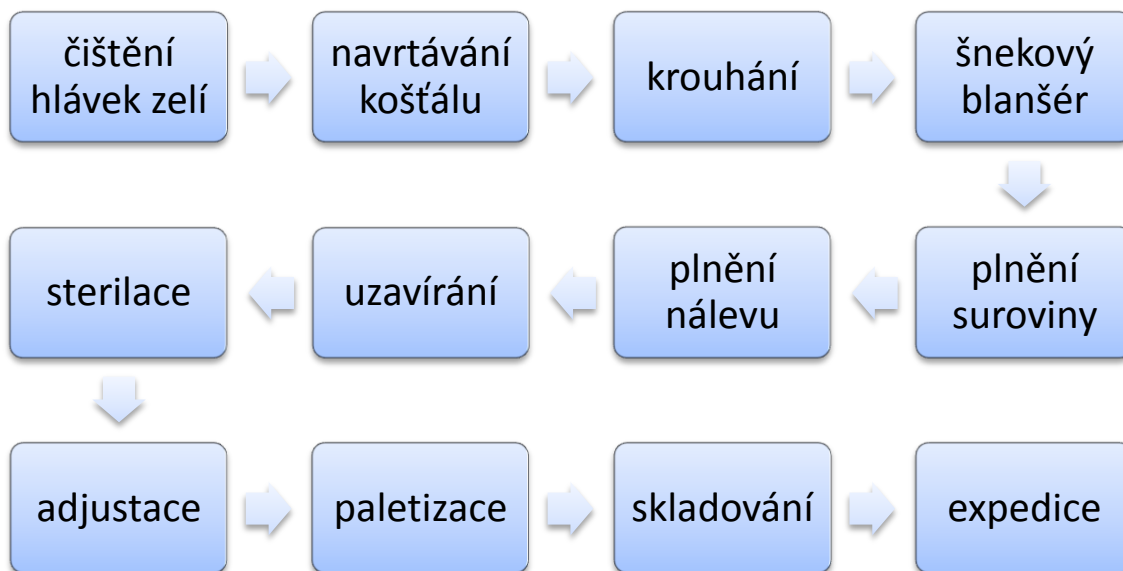 čištění
hlávek zelí
navrtávání
košťálu
krouhání
šnekový
blanšér
plnění
suroviny
plnění
nálevu
uzavírání
sterilace
adjustace
paletizace
skladování
expedice